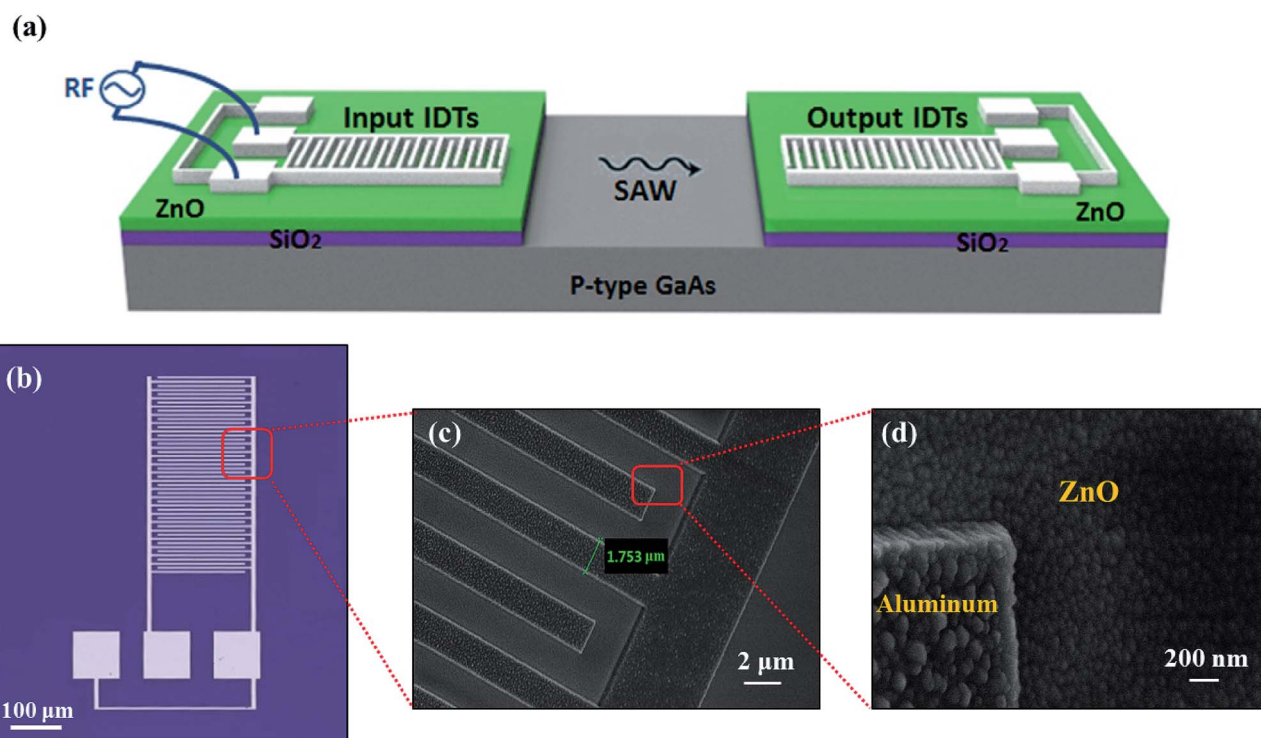 (a)
RF
Input IDTs
Output IDTs
SAW
ZnO
ZnO
SiO₂
SiO₂
P-type GaAs
(b)
100 μm
(c)
1.753 μm
2 μm
(d)
ZnO
Aluminum
200 nm